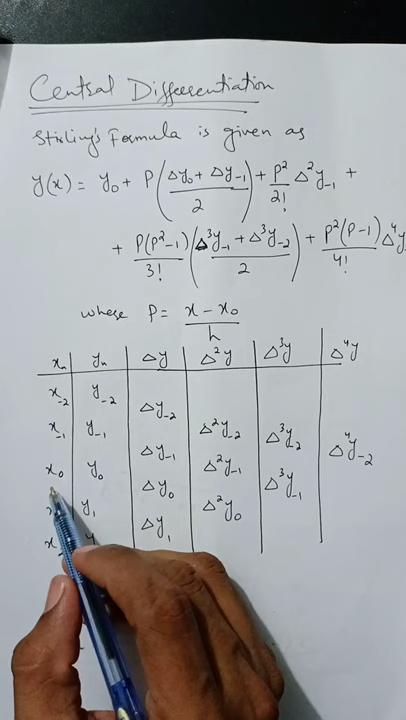 Central Differentiation
Stirling's Formula is given as
y(x) = y₀ + P (Δy₀ + Δy₋₁ / 2) + P²/2! Δ²y₋₁ +
+ P(P²-1)/3! (Δ³y₋₁ + Δ³y₋₂ / 2) + P²(P-1)/4! Δ⁴y
where P = x - x₀ / h
xₙ yₙ Δy Δ²y Δ³y Δ⁴y
x₋₂ y₋₂
Δy₋₂
x₋₁ y₋₁ Δ²y₋₂
Δy₋₁ Δ³y₋₂
x₀ y₀ Δ²y₋₁ Δ⁴y₋₂
Δy₀ Δ³y₋₁
y₁ Δ²y₀
Δy₁